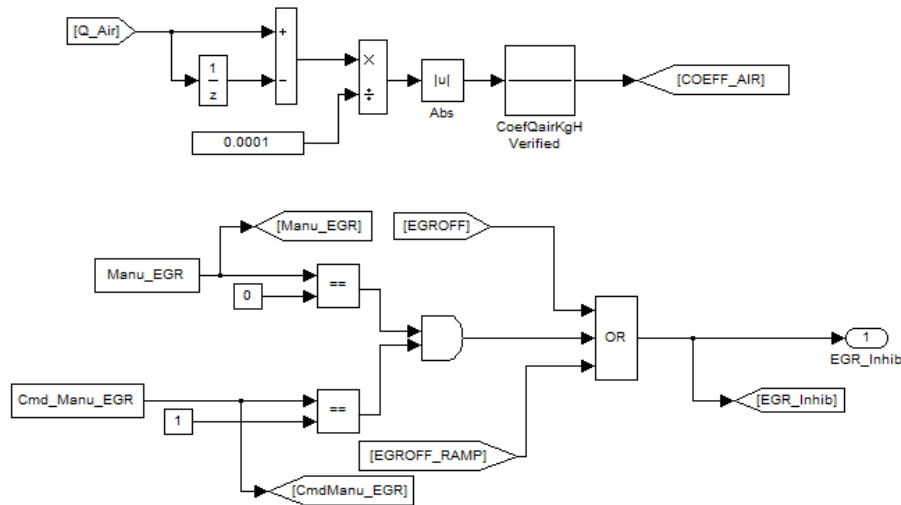 [Q_Air]
+
−
1
z
×
÷
0.0001
|u|
Abs
CoefQairKgH
Verified
[COEFF_AIR]
[Manu_EGR]
[EGROFF]
Manu_EGR
==
0
OR
1
EGR_Inhib
Cmd_Manu_EGR
==
1
[EGR_Inhib]
[EGROFF_RAMP]
[CmdManu_EGR]